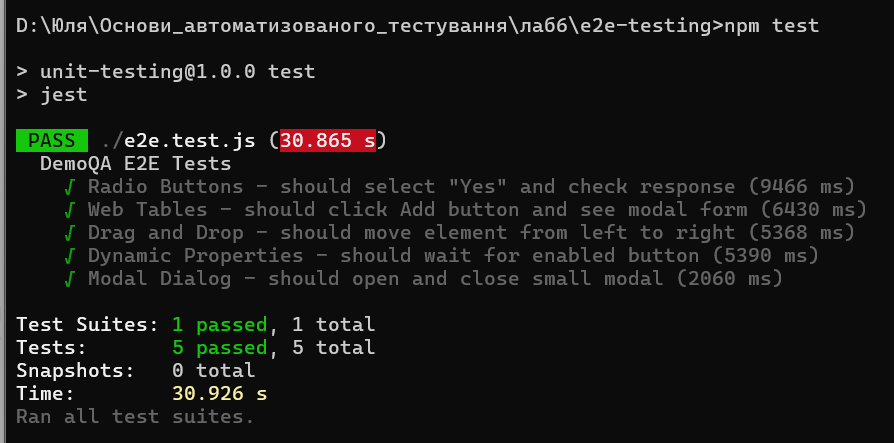 D:\Юля\Основи_автоматизованого_тестування\лаб6\e2e-testing>npm test
> unit-testing@1.0.0 test
> jest
PASS ./e2e.test.js (30.865 s)
DemoQA E2E Tests
√ Radio Buttons - should select "Yes" and check response (9466 ms)
√ Web Tables - should click Add button and see modal form (6430 ms)
√ Drag and Drop - should move element from left to right (5368 ms)
√ Dynamic Properties - should wait for enabled button (5390 ms)
√ Modal Dialog - should open and close small modal (2060 ms)
Test Suites: 1 passed, 1 total
Tests: 5 passed, 5 total
Snapshots: 0 total
Time: 30.926 s
Ran all test suites.